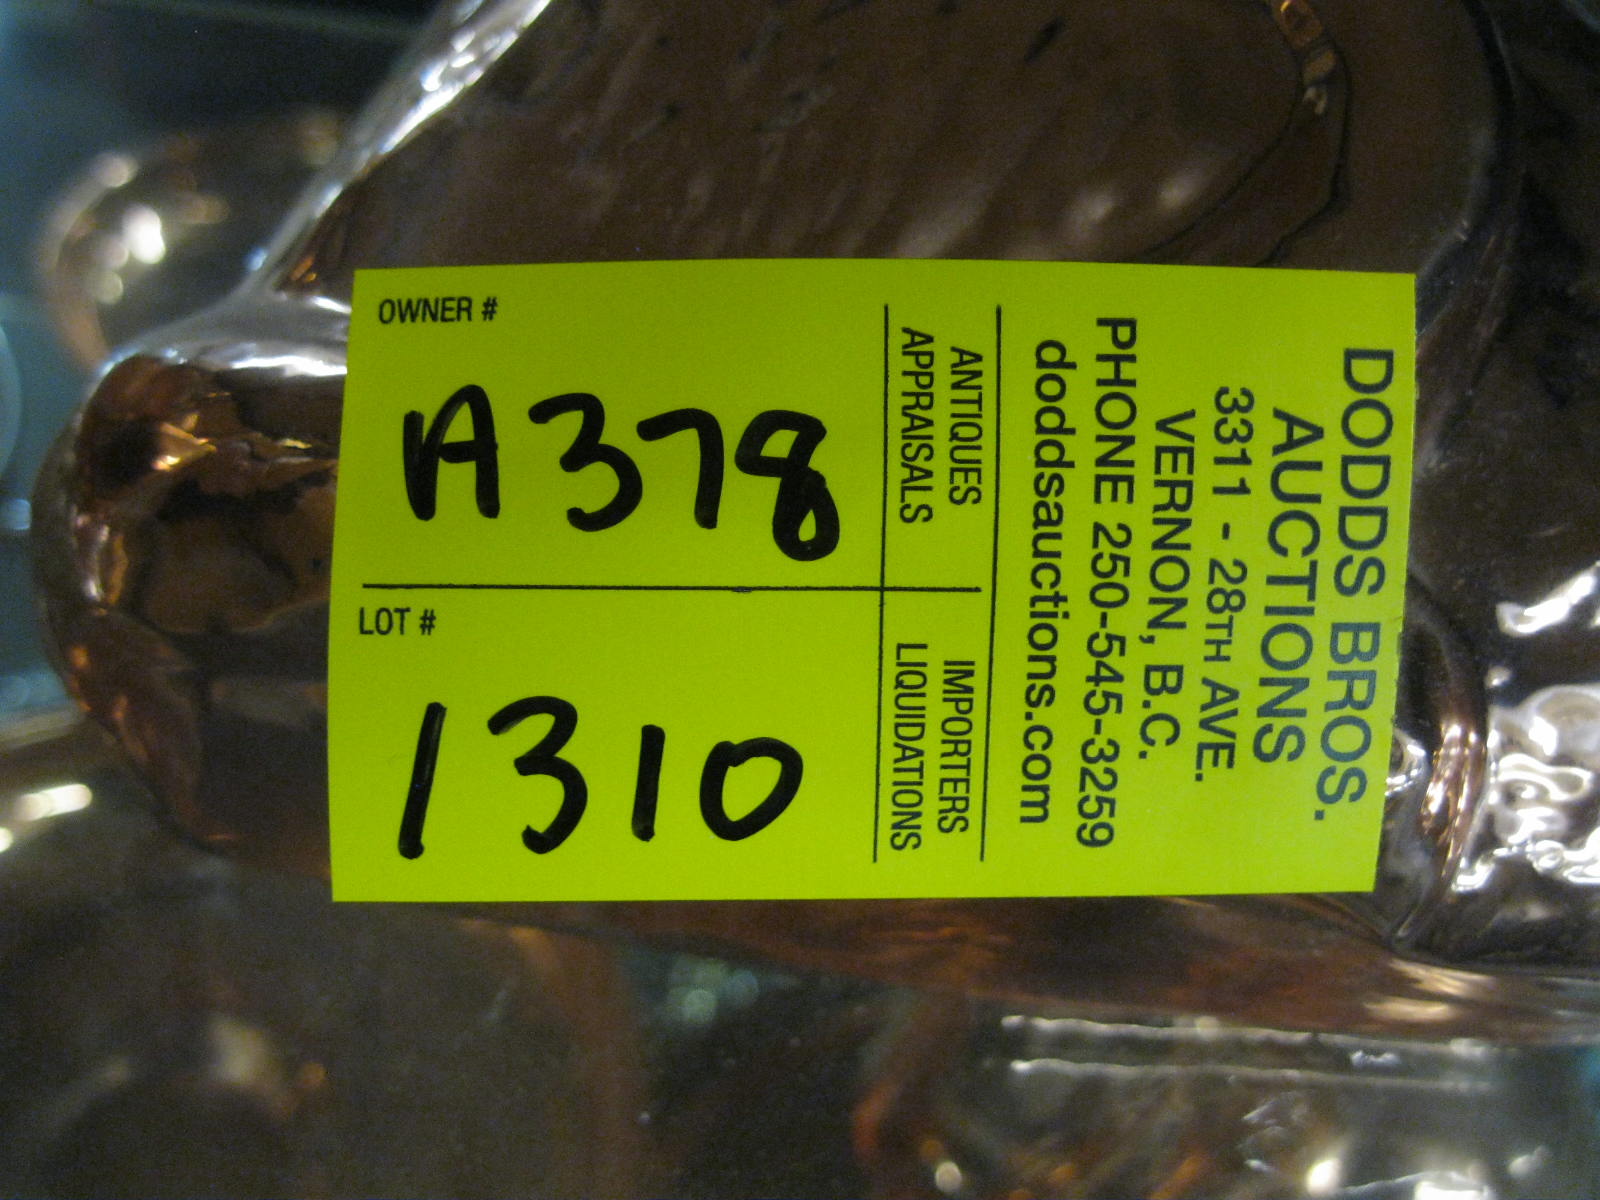 DODDS BROS.
AUCTIONS
3311 - 28TH AVE.
VERNON, B.C.
PHONE 250-545-3259
doddsauctions.com
ANTIQUES IMPORTERS
APPRAISALS LIQUIDATIONS
OWNER #
A378
LOT #
1310